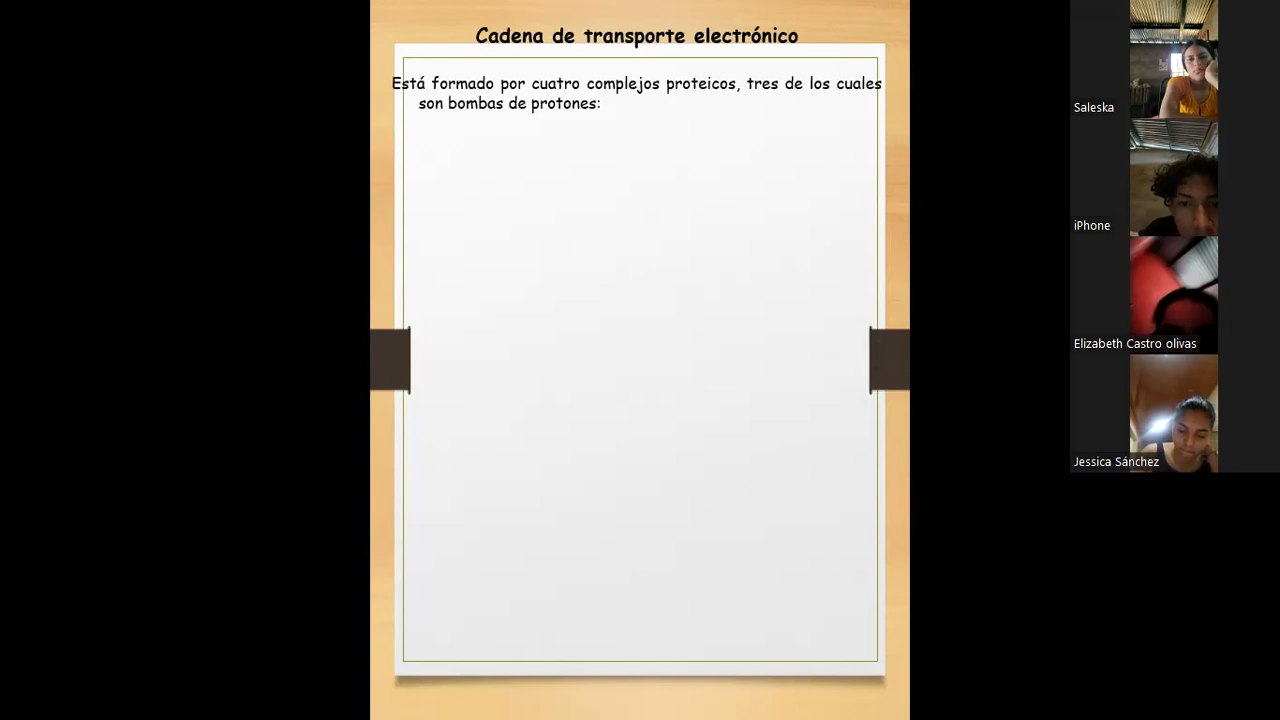 Cadena de transporte electrónico
Está formado por cuatro complejos proteicos, tres de los cuales
son bombas de protones:
Saleska
iPhone
Elizabeth Castro olivas
Jessica Sánchez